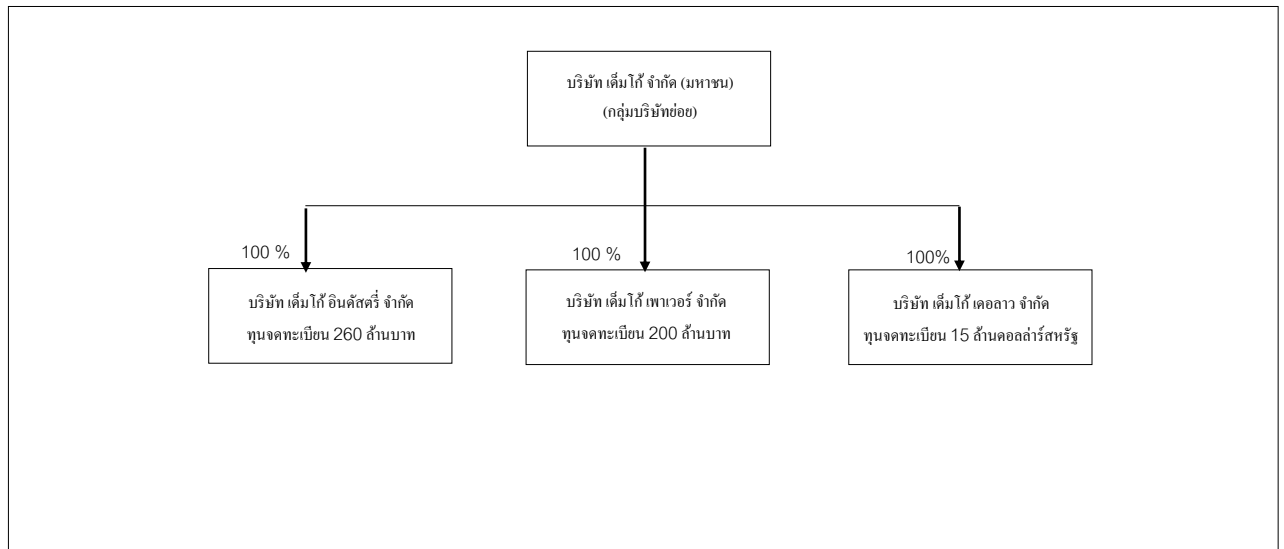 บริษัท เด็มโก้ จำกัด (มหาชน)
(กลุ่มบริษัทย่อย)
100 %
100 %
100%
บริษัท เด็มโก้ อินดัสตรี่ จำกัด
ทุนจดทะเบียน 260 ล้านบาท
บริษัท เด็มโก้ เพาเวอร์ จำกัด
ทุนจดทะเบียน 200 ล้านบาท
บริษัท เด็มโก้ เดอลาว จำกัด
ทุนจดทะเบียน 15 ล้านดอลล่าร์สหรัฐ